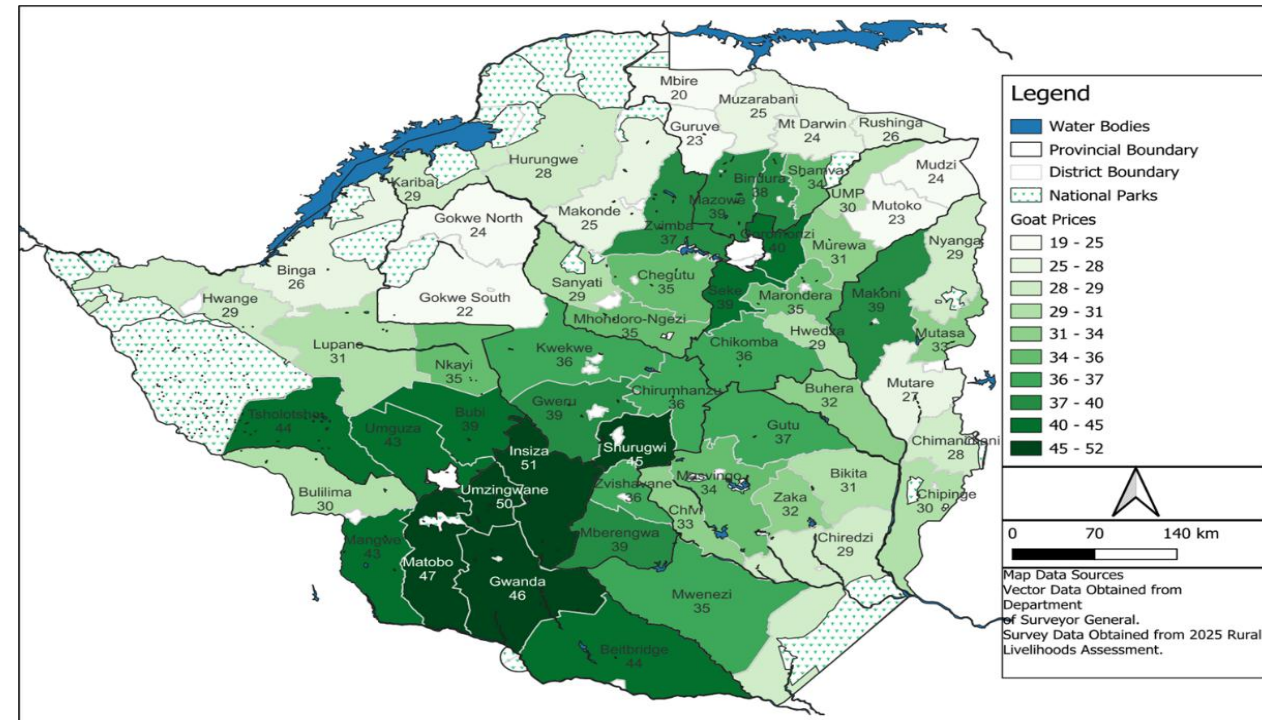 Mbire
20
Muzarabani
25
Guruve
23
Mt Darwin
24
Rushinga
26
Hurungwe
28
Bindura
38
Shamva
34
Mudzi
24
Kariba
29
Mazowe
39
UMP
30
Mutoko
23
Gokwe North
24
Makonde
25
Zvimba
37
Goromonzi
40
Murewa
31
Nyanga
29
Binga
26
Sanyati
29
Chegutu
35
Seke
39
Marondera
35
Makoni
39
Hwange
29
Gokwe South
22
Mhondoro-Ngezi
35
Hwedza
29
Mutasa
33
Lupane
31
Nkayi
35
Kwekwe
36
Chikomba
36
Mutare
27
Chirumhanzu
36
Buhera
32
Tsholotsho
44
Umguza
43
Bubi
39
Gweru
39
Gutu
37
Chimanimani
28
Insiza
51
Shurugwi
45
Bulilima
30
Umzingwane
50
Zvishavane
36
Masvingo
34
Bikita
31
Zaka
32
Chipinge
30
Chivi
33
Mangwe
43
Matobo
47
Mberengwa
39
Chiredzi
29
Gwanda
46
Mwenezi
35
Beitbridge
44
Legend
Water Bodies
Provincial Boundary
District Boundary
National Parks
Goat Prices
19 - 25
25 - 28
28 - 29
29 - 31
31 - 34
34 - 36
36 - 37
37 - 40
40 - 45
45 - 52
0 70 140 km
Map Data Sources
Vector Data Obtained from
Department
of Surveyor General.
Survey Data Obtained from 2025 Rural
Livelihoods Assessment.